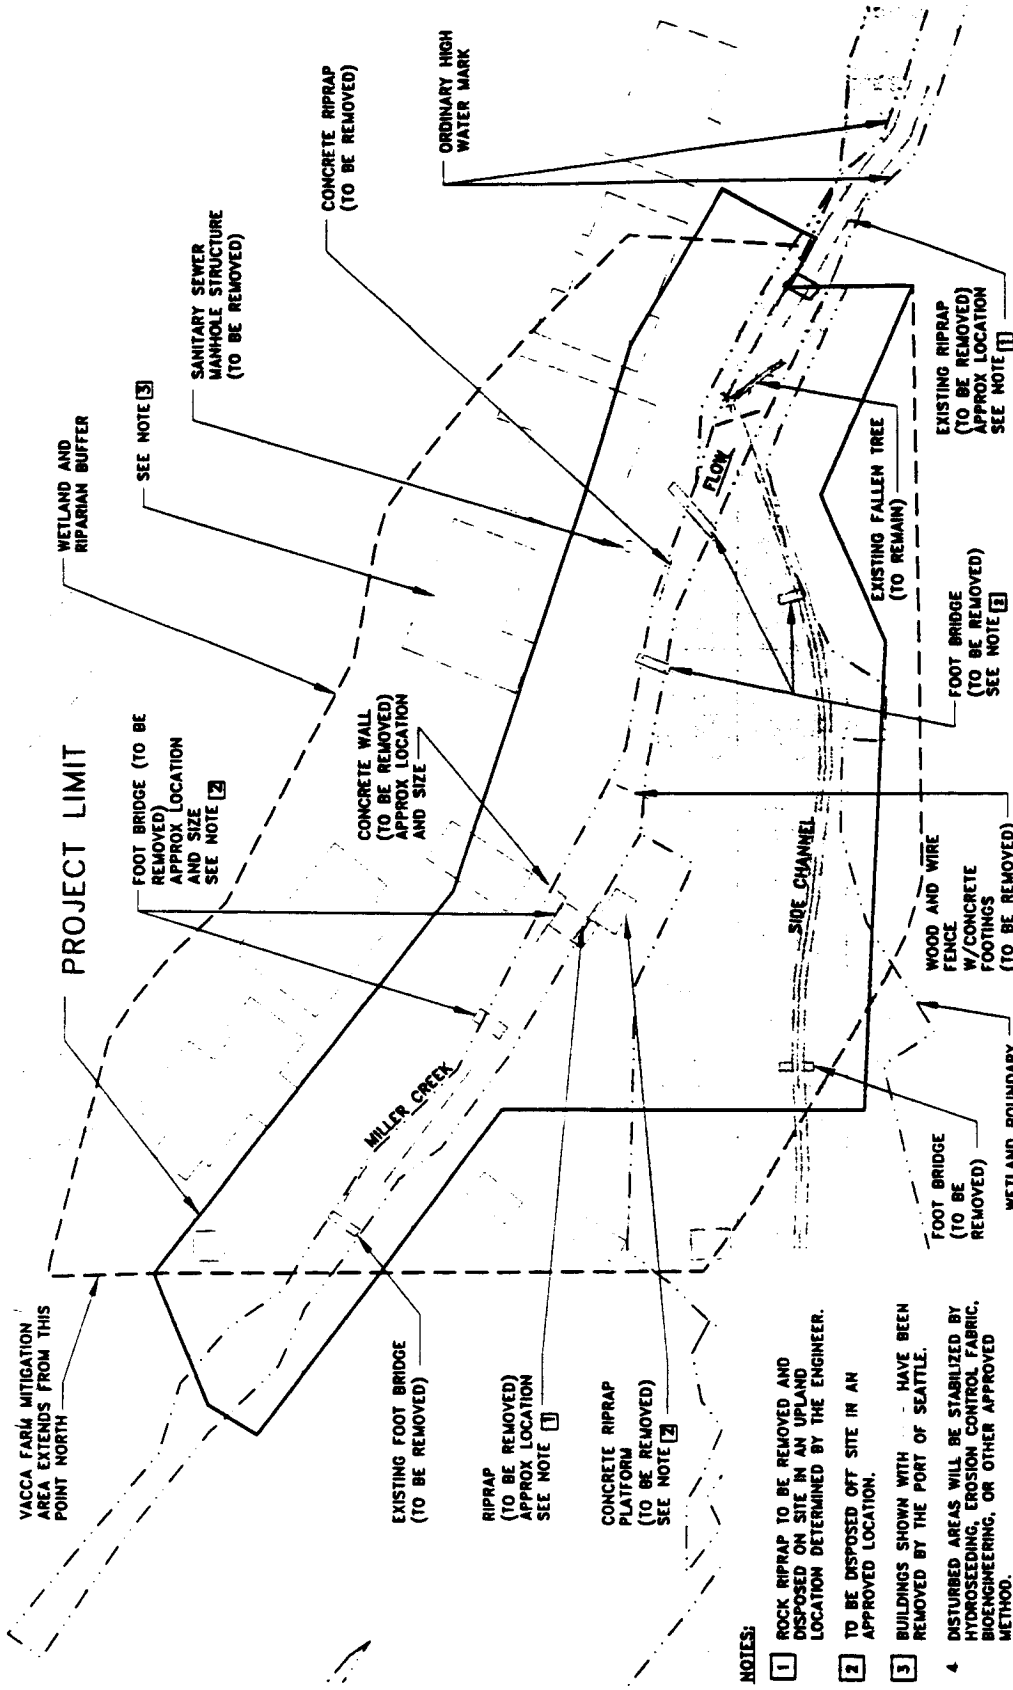 VACCA FARM MITIGATION
AREA EXTENDS FROM THIS
POINT NORTH
PROJECT LIMIT
FOOT BRIDGE (TO BE
REMOVED)
APPROX LOCATION
AND SIZE
SEE NOTE 2
WETLAND AND
RIPARIAN BUFFER
SEE NOTE 3
SANITARY SEWER
MANHOLE STRUCTURE
(TO BE REMOVED)
CONCRETE RIPRAP
(TO BE REMOVED)
ORDINARY HIGH
WATER MARK
CONCRETE WALL
(TO BE REMOVED)
APPROX LOCATION
AND SIZE
MILLER CREEK
FLOW
SIDE CHANNEL
EXISTING FOOT BRIDGE
(TO BE REMOVED)
RIPRAP
(TO BE REMOVED)
APPROX LOCATION
SEE NOTE 1
CONCRETE RIPRAP
PLATFORM
(TO BE REMOVED)
SEE NOTE 2
FOOT BRIDGE
(TO BE
REMOVED)
WETLAND BOUNDARY
WOOD AND WIRE
FENCE
W/CONCRETE
FOOTINGS
(TO BE REMOVED)
FOOT BRIDGE
(TO BE REMOVED)
SEE NOTE 2
EXISTING FALLEN TREE
(TO REMAIN)
EXISTING RIPRAP
(TO BE REMOVED)
APPROX LOCATION
SEE NOTE 1
NOTES:
1 ROCK RIPRAP TO BE REMOVED AND
DISPOSED ON SITE IN AN UPLAND
LOCATION DETERMINED BY THE ENGINEER.
2 TO BE DISPOSED OFF SITE IN AN
APPROVED LOCATION.
3 BUILDINGS SHOWN WITH - - HAVE BEEN
REMOVED BY THE PORT OF SEATTLE.
4 DISTURBED AREAS WILL BE STABILIZED BY
HYDROSEEDING, EROSION CONTROL FABRIC,
BIOENGINEERING, OR OTHER APPROVED
METHOD.